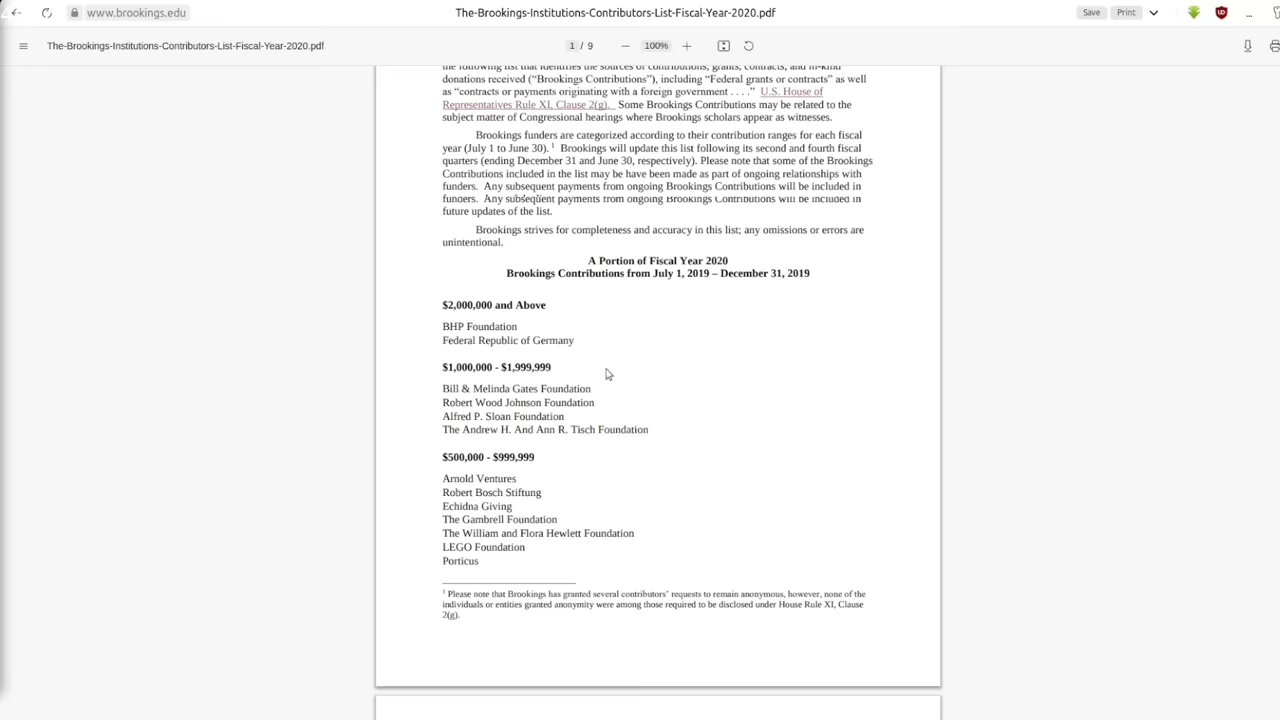 www.brookings.edu
The-Brookings-Institutions-Contributors-List-Fiscal-Year-2020.pdf
Save
Print
The-Brookings-Institutions-Contributors-List-Fiscal-Year-2020.pdf
1 / 9
100%
the following list that identifies the sources of contributions, grants, contracts, and in-kind
donations received (“Brookings Contributions”), including “Federal grants or contracts” as well
as “contracts or payments originating with a foreign government . . . .” U.S. House of
Representatives Rule XI, Clause 2(g). Some Brookings Contributions may be related to the
subject matter of Congressional hearings where Brookings scholars appear as witnesses.
Brookings funders are categorized according to their contribution ranges for each fiscal
year (July 1 to June 30). 1 Brookings will update this list following its second and fourth fiscal
quarters (ending December 31 and June 30, respectively). Please note that some of the Brookings
Contributions included in the list may be have been made as part of ongoing relationships with
funders. Any subsequent payments from ongoing Brookings Contributions will be included in
funders. Any subsequent payments from ongoing Brookings Contributions will be included in
future updates of the list.
Brookings strives for completeness and accuracy in this list; any omissions or errors are
unintentional.
A Portion of Fiscal Year 2020
Brookings Contributions from July 1, 2019 – December 31, 2019
$2,000,000 and Above
BHP Foundation
Federal Republic of Germany
$1,000,000 - $1,999,999
Bill & Melinda Gates Foundation
Robert Wood Johnson Foundation
Alfred P. Sloan Foundation
The Andrew H. And Ann R. Tisch Foundation
$500,000 - $999,999
Arnold Ventures
Robert Bosch Stiftung
Echidna Giving
The Gambrell Foundation
The William and Flora Hewlett Foundation
LEGO Foundation
Porticus
1 Please note that Brookings has granted several contributors’ requests to remain anonymous, however, none of the
individuals or entities granted anonymity were among those required to be disclosed under House Rule XI, Clause
2(g).